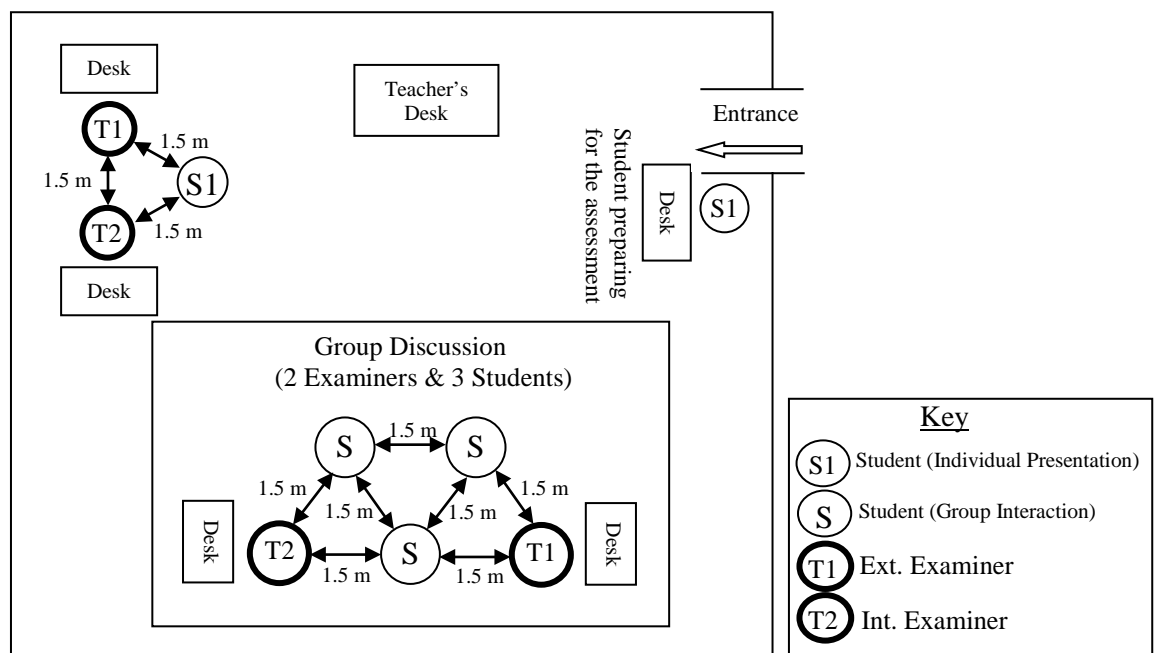 Desk
Teacher's
Desk
Entrance
T1
1.5 m
1.5 m
S1
T2
1.5 m
Desk
Student preparing
for the assessment
Desk
S1
Group Discussion
(2 Examiners & 3 Students)
S
1.5 m
S
1.5 m
1.5 m
1.5 m
1.5 m
Desk
T2
1.5 m
S
1.5 m
T1
Desk
Key
S1 Student (Individual Presentation)
S Student (Group Interaction)
T1 Ext. Examiner
T2 Int. Examiner